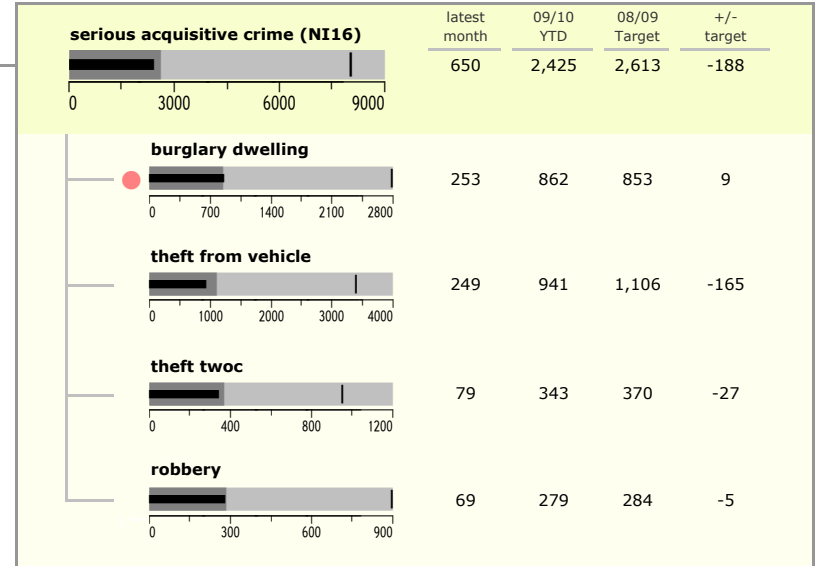 latest 09/10 08/09 +/-
serious acquisitive crime (NI16) month YTD Target target
650 2,425 2,613 -188
0 3000 6000 9000
burglary dwelling
253 862 853 9
0 700 1400 2100 2800
theft from vehicle
249 941 1,106 -165
0 1000 2000 3000 4000
theft twoc
79 343 370 -27
0 400 800 1200
robbery
69 279 284 -5
0 300 600 900